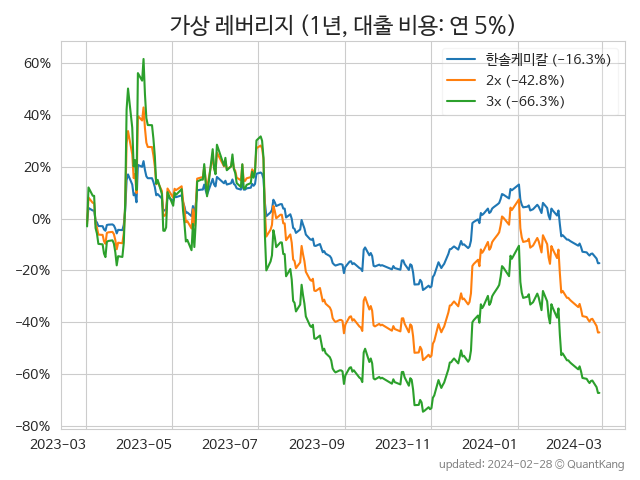 가상 레버리지 (1년, 대출 비용: 연 5%)
한솔케미칼 (-16.3%)
2x (-42.8%)
3x (-66.3%)
60%
40%
20%
0%
-20%
-40%
-60%
-80%
2023-03 2023-05 2023-07 2023-09 2023-11 2024-01 2024-03
updated: 2024-02-28 © QuantKang